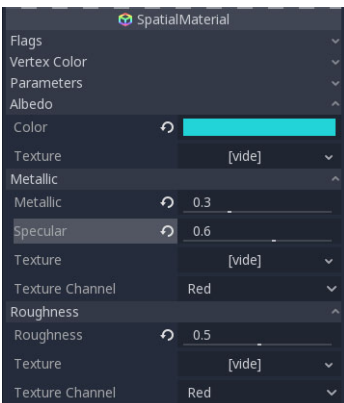 SpatialMaterial
Flags
Vertex Color
Parameters
Albedo
Color
Texture [vide]
Metallic
Metallic 0.3
Specular 0.6
Texture [vide]
Texture Channel Red
Roughness
Roughness 0.5
Texture [vide]
Texture Channel Red